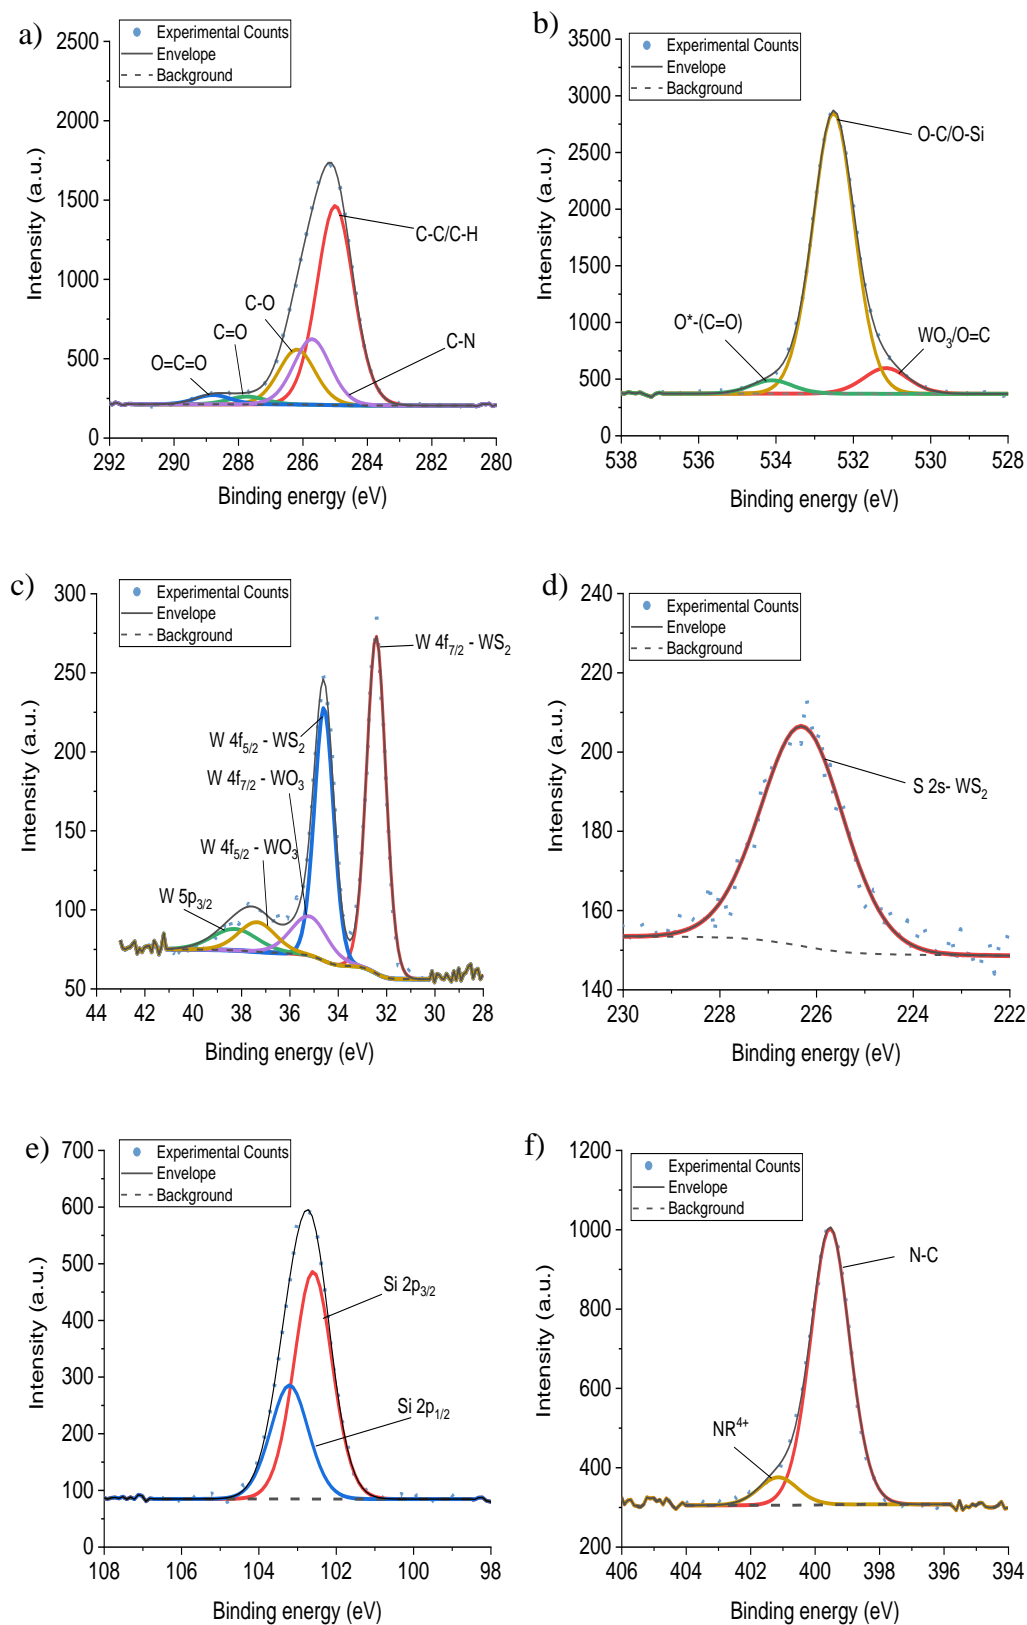 a)
Experimental Counts
Envelope
Background
2500
2000
1500
1000
500
0
Intensity (a.u.)
C-C/C-H
C-O
C=O
O=C=O
C-N
292 290 288 286 284 282 280
Binding energy (eV)
b)
Experimental Counts
Envelope
Background
3500
3000
2500
2000
1500
1000
500
0
Intensity (a.u.)
O-C/O-Si
O*-(C=O)
WO3/O=C
538 536 534 532 530 528
Binding energy (eV)
c)
Experimental Counts
Envelope
Background
300
250
200
150
100
50
Intensity (a.u.)
W 4f7/2 - WS2
W 4f5/2 - WS2
W 4f7/2 - WO3
W 4f5/2 - WO3
W 5p3/2
44 42 40 38 36 34 32 30 28
Binding energy (eV)
d)
Experimental Counts
Envelope
Background
240
220
200
180
160
140
Intensity (a.u.)
S 2s- WS2
230 228 226 224 222
Binding energy (eV)
e)
Experimental Counts
Envelope
Background
700
600
500
400
300
200
100
0
Intensity (a.u.)
Si 2p3/2
Si 2p1/2
108 106 104 102 100 98
Binding energy (eV)
f)
Experimental Counts
Envelope
Background
1200
1000
800
600
400
200
Intensity (a.u.)
N-C
NR4+
406 404 402 400 398 396 394
Binding energy (eV)